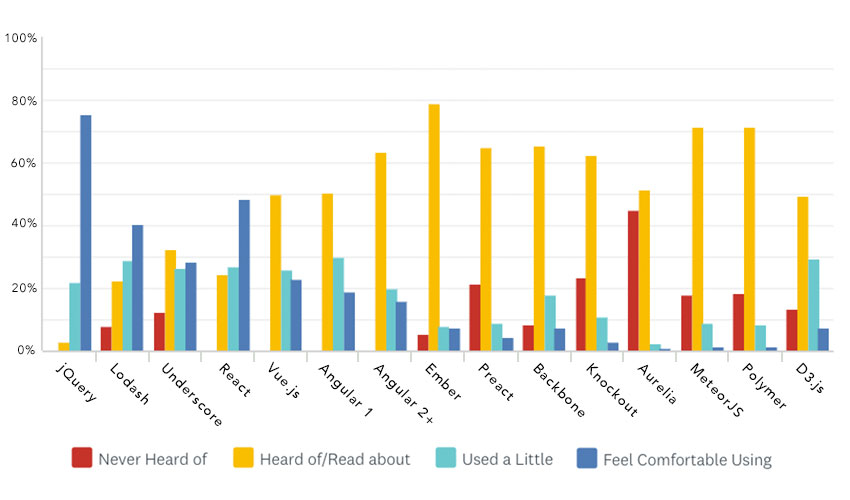 100%
80%
60%
40%
20%
0%
jQuery
Lodash
Underscore
React
Vue.js
Angular 1
Angular 2+
Ember
Preact
Backbone
Knockout
Aurelia
MeteorJS
Polymer
D3.js
Never Heard of Heard of/Read about Used a Little Feel Comfortable Using